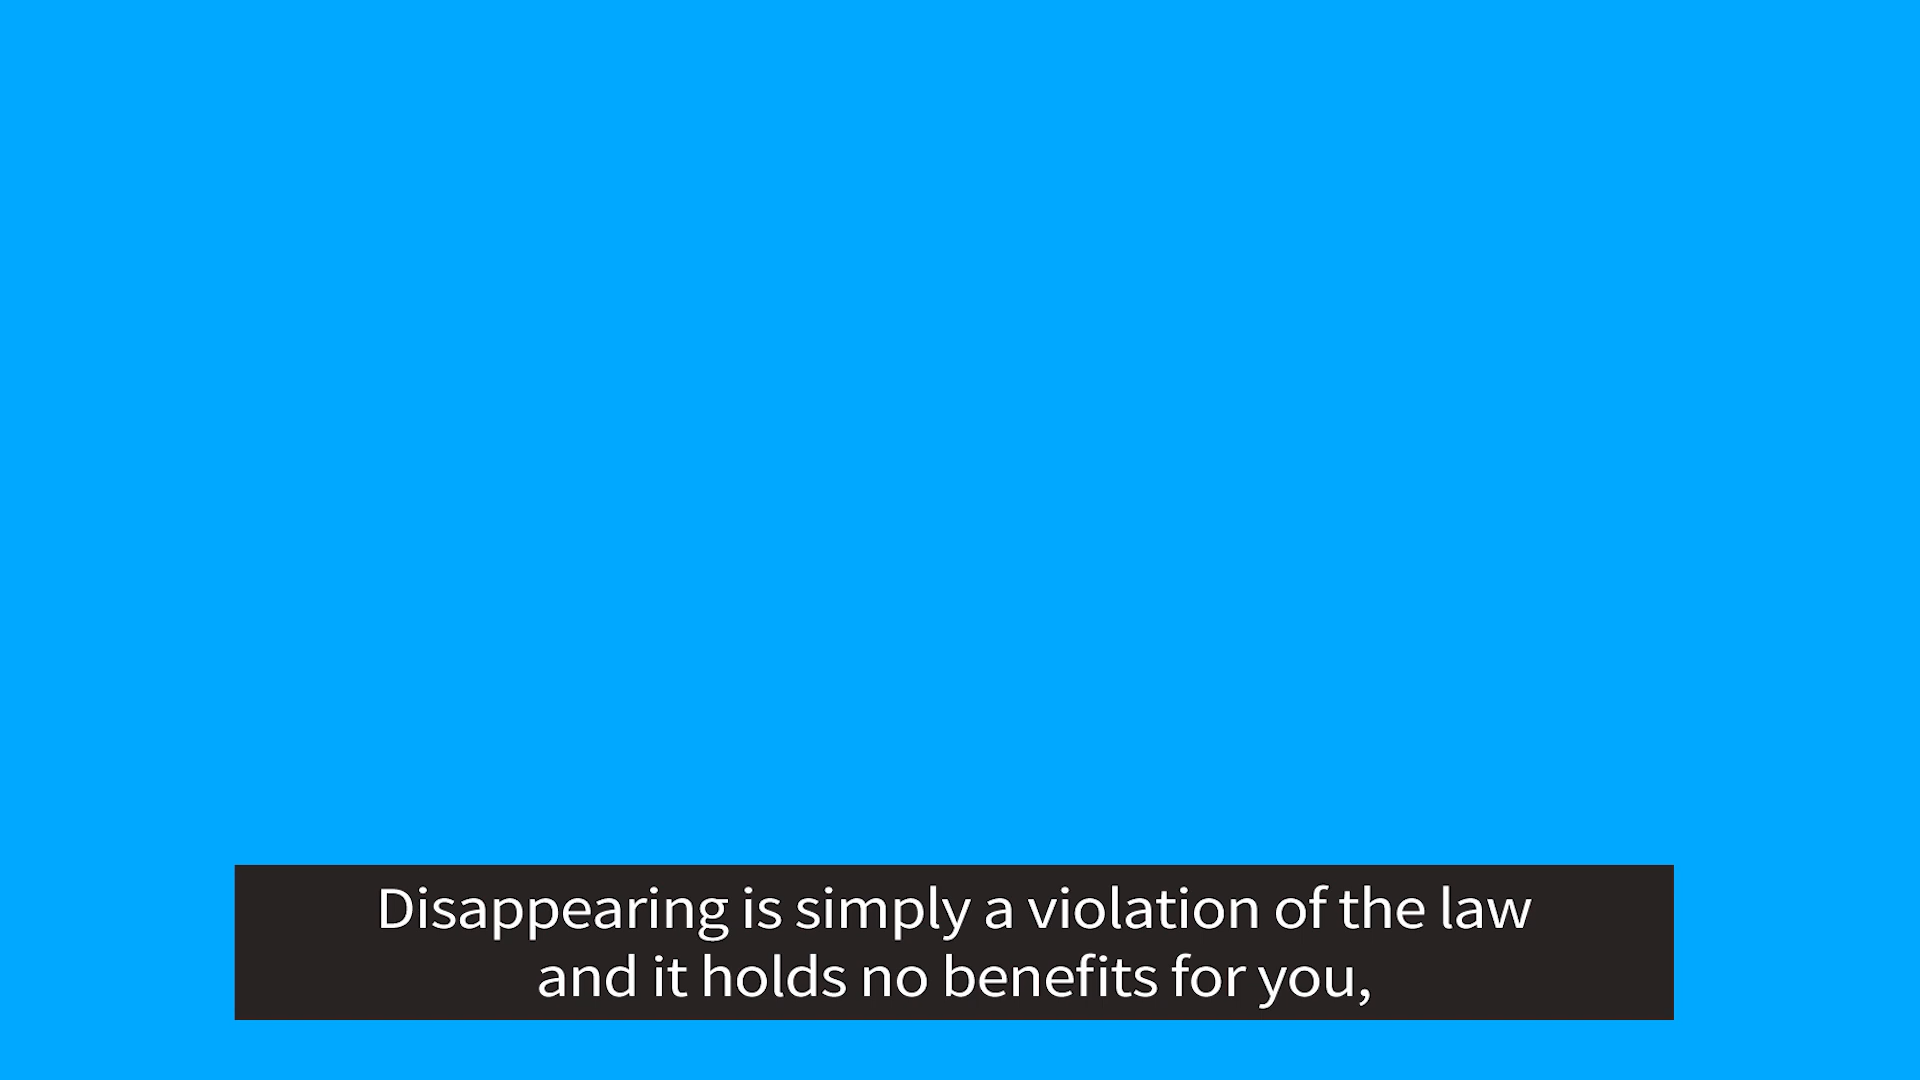 Disappearing is simply a violation of the law
and it holds no benefits for you,